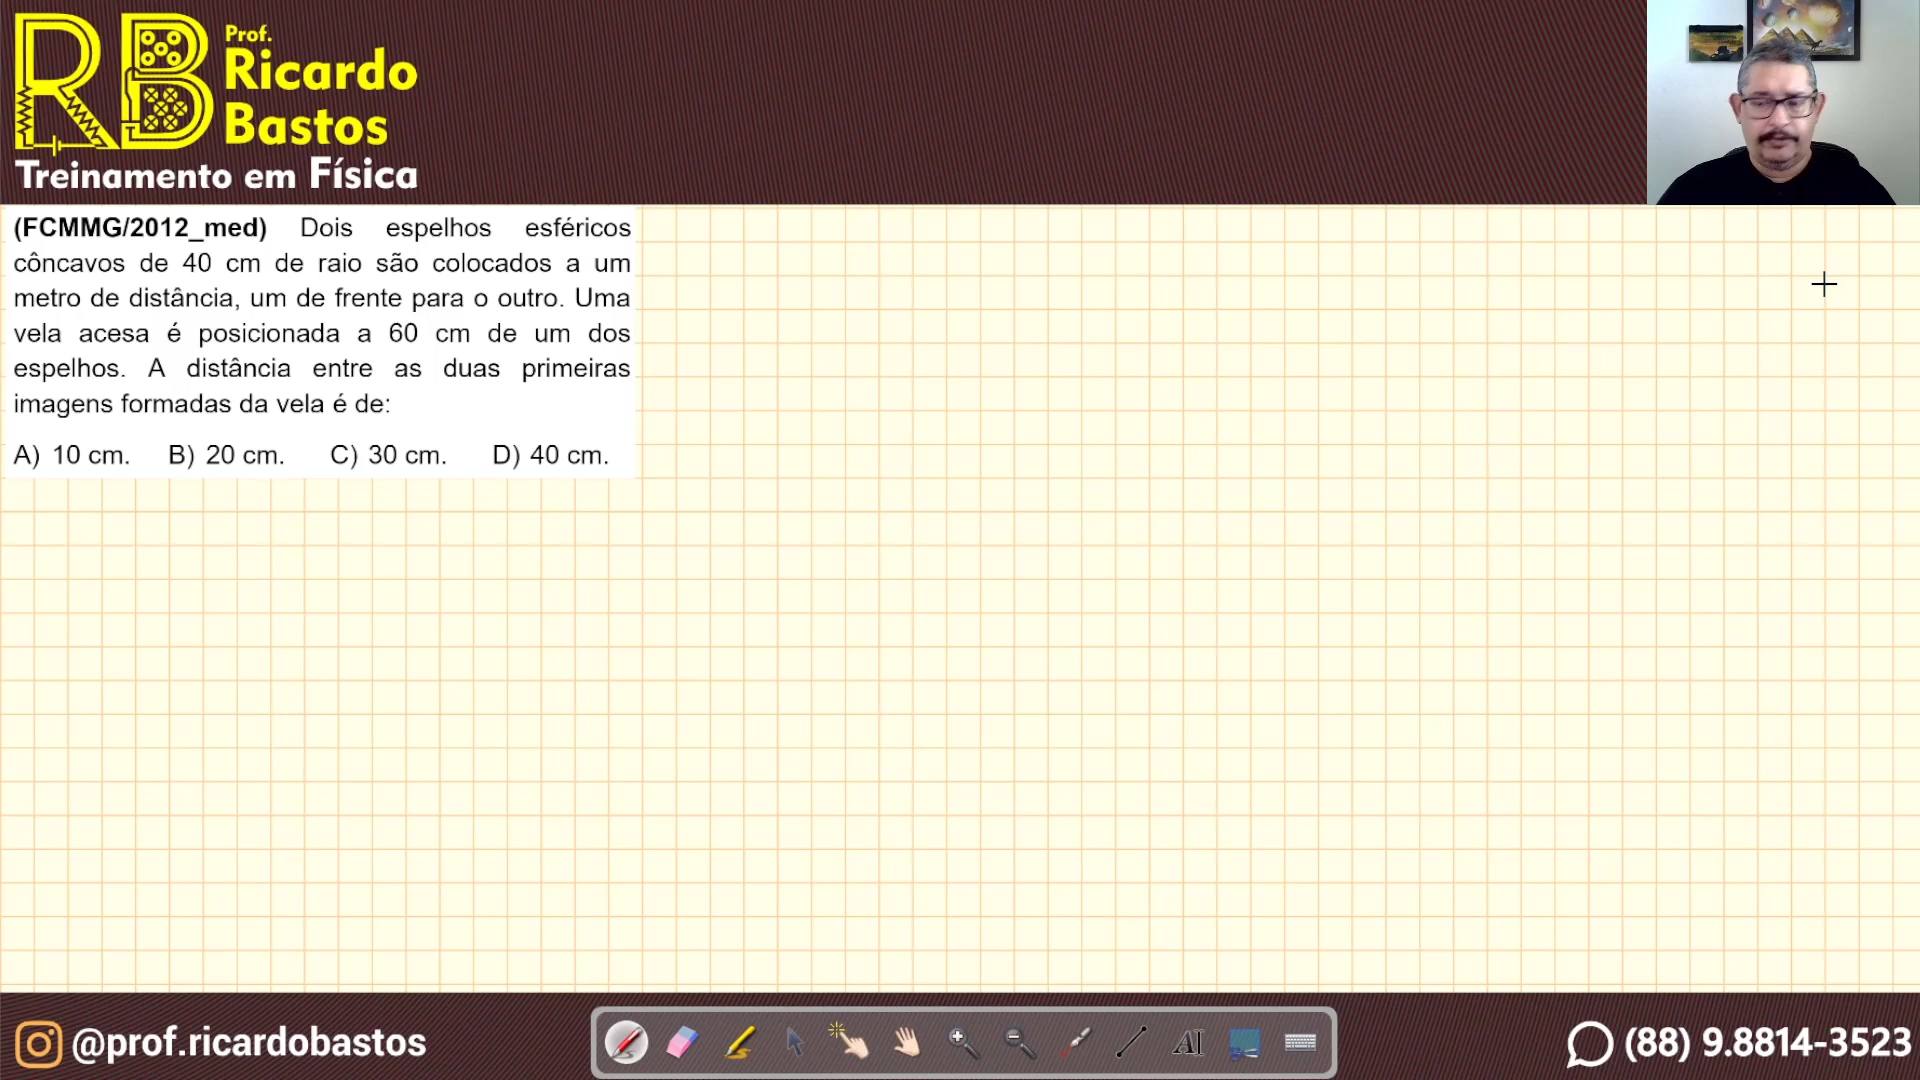 RB
Prof.
Ricardo
Bastos
Treinamento em Física
(FCMMG/2012_med) Dois espelhos esféricos
côncavos de 40 cm de raio são colocados a um
metro de distância, um de frente para o outro. Uma
vela acesa é posicionada a 60 cm de um dos
espelhos. A distância entre as duas primeiras
imagens formadas da vela é de:
A) 10 cm. B) 20 cm. C) 30 cm. D) 40 cm.
@prof.ricardobastos
AI
(88) 9.8814-3523